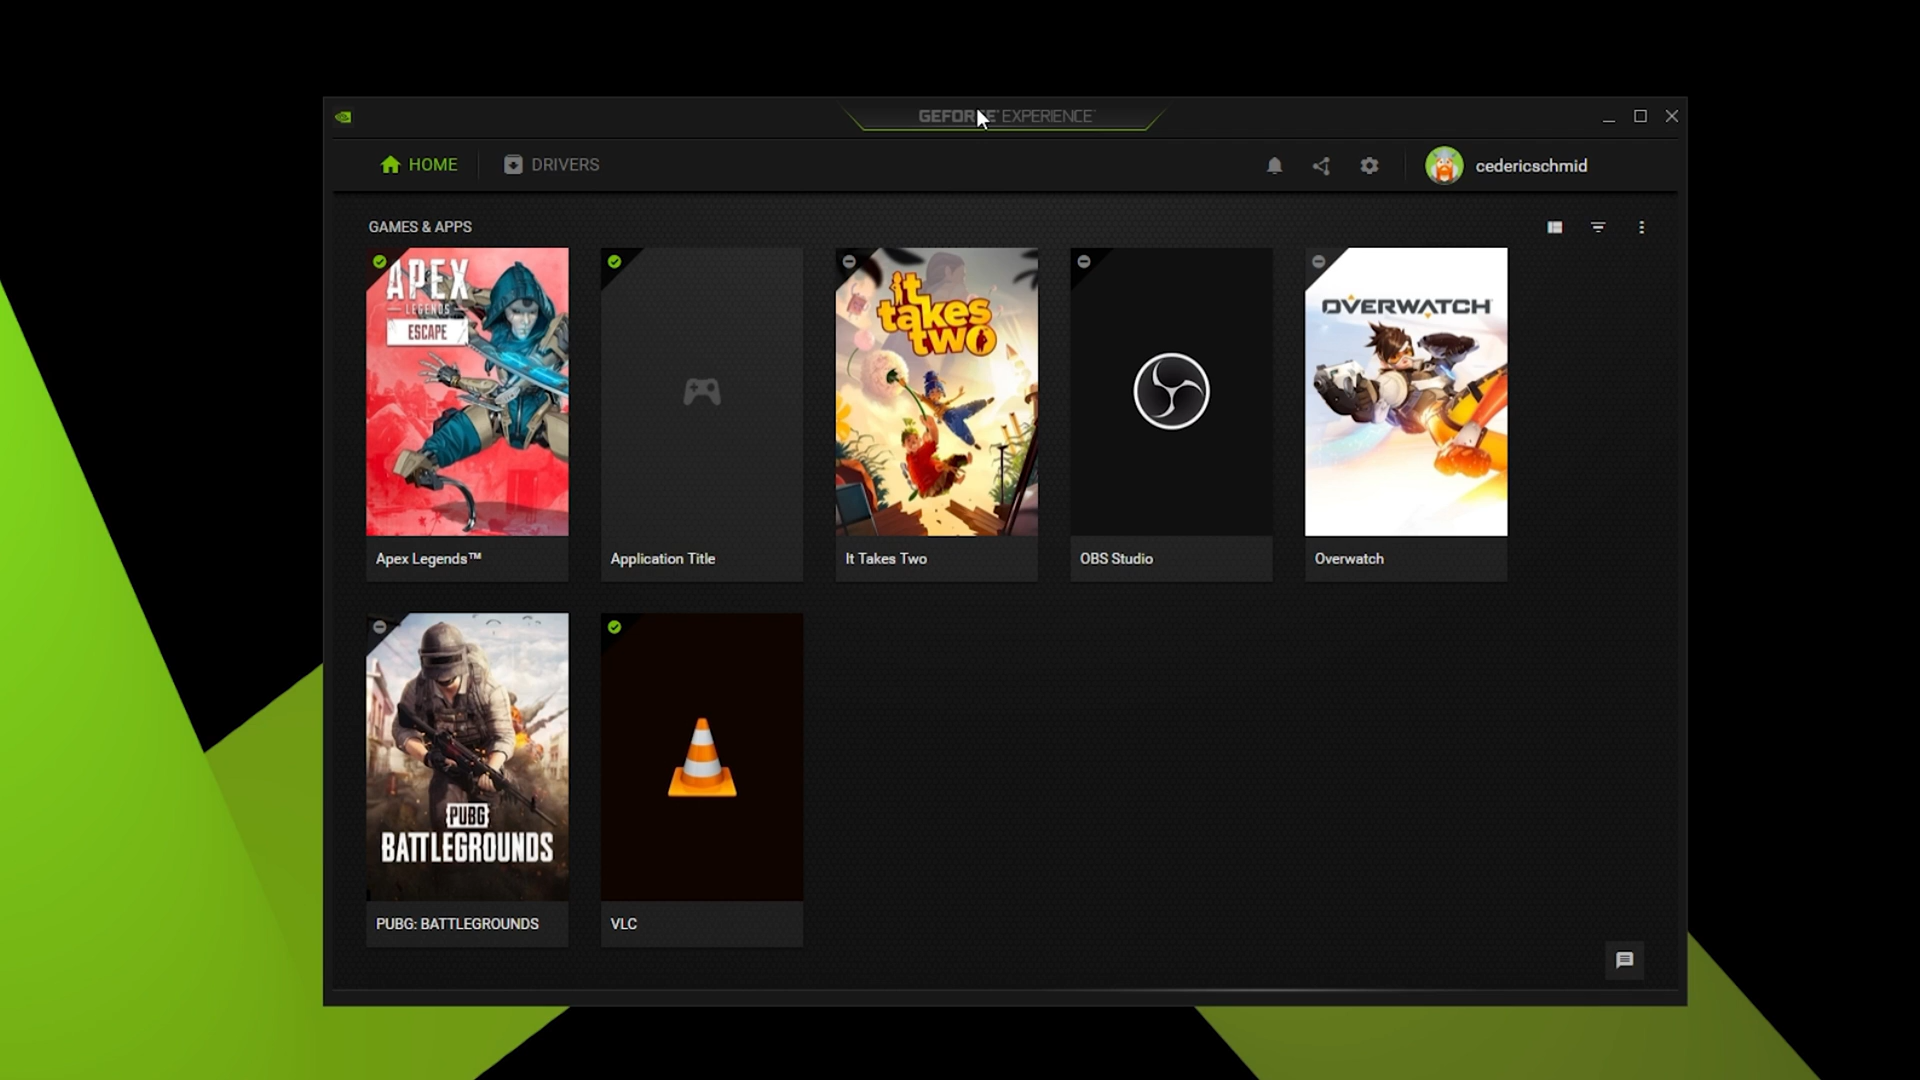 GEFORCE EXPERIENCE
HOME
DRIVERS
cedericschmid
GAMES & APPS
APEX
LEGENDS
ESCAPE
it
takes
two
OVERWATCH
Apex Legends™
Application Title
It Takes Two
OBS Studio
Overwatch
PUBG
BATTLEGROUNDS
PUBG: BATTLEGROUNDS
VLC